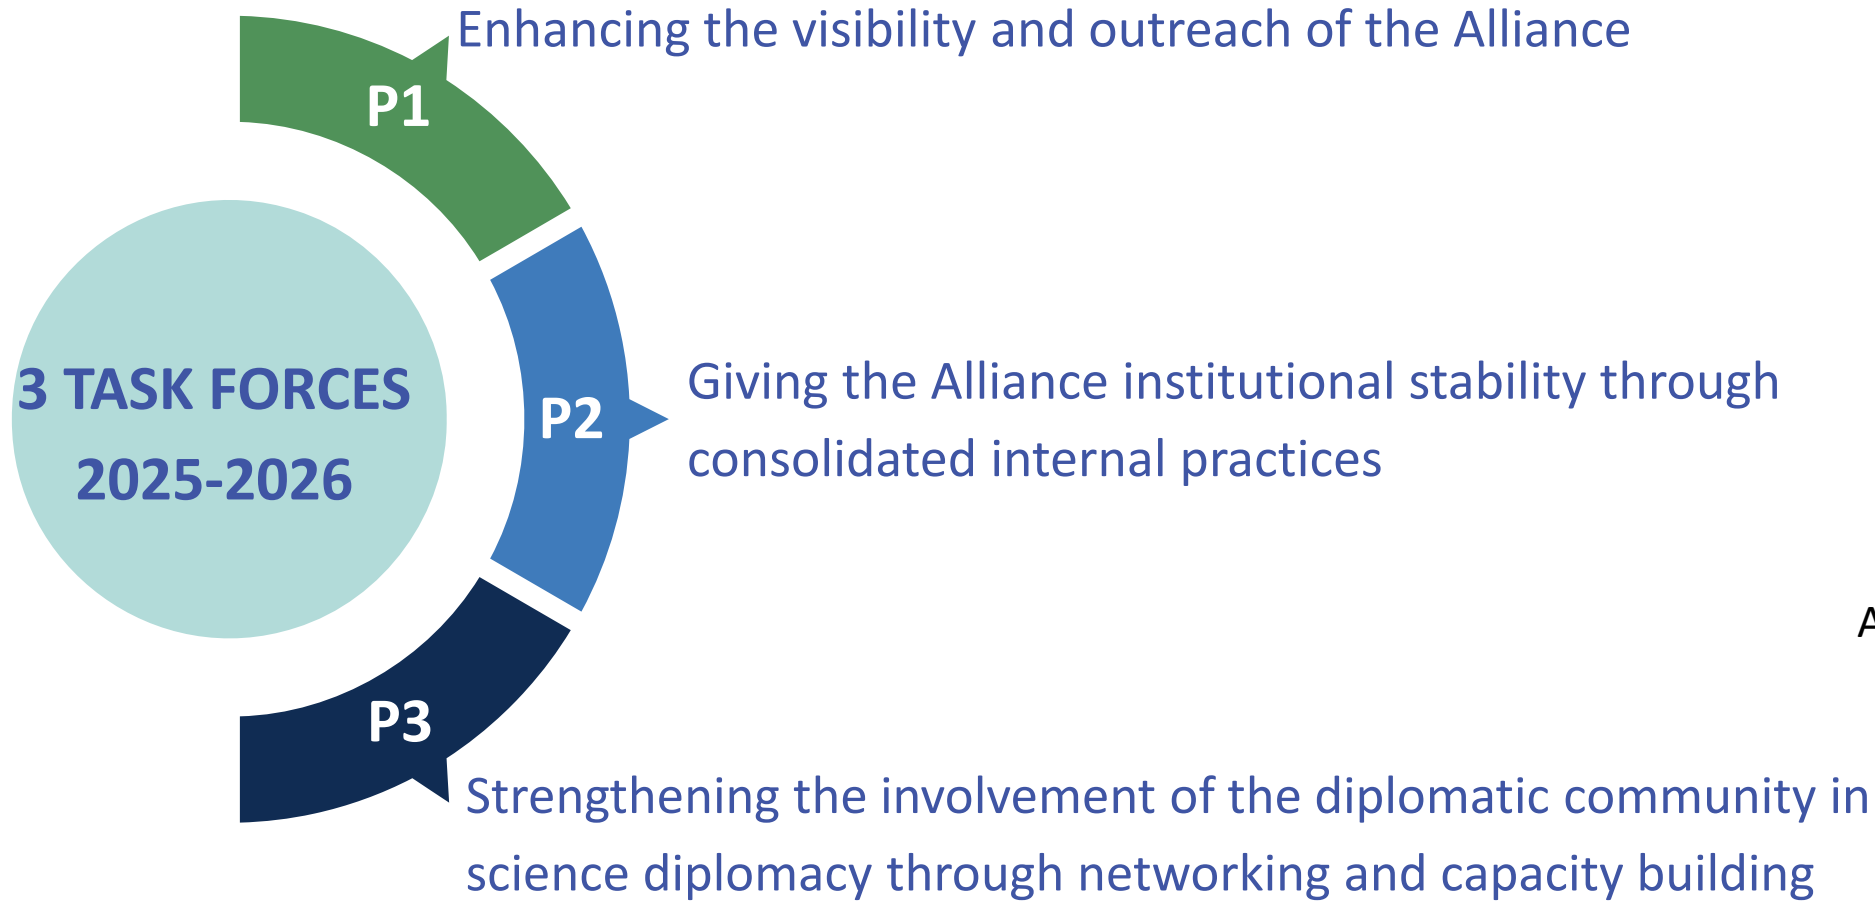 Enhancing the visibility and outreach of the Alliance
P1
3 TASK FORCES
2025-2026
P2
Giving the Alliance institutional stability through
consolidated internal practices
A
P3
Strengthening the involvement of the diplomatic community in
science diplomacy through networking and capacity building